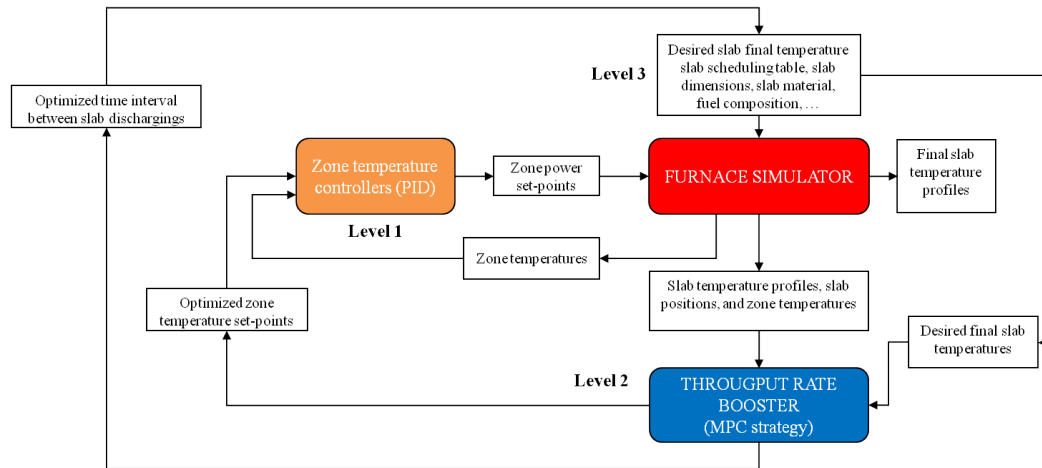 Desired slab final temperature
slab scheduling table, slab
dimensions, slab material,
fuel composition, …
Level 3
Optimized time interval
between slab dischargings
Zone temperature
controllers (PID)
Level 1
Zone power
set-points
FURNACE SIMULATOR
Final slab
temperature
profiles
Zone temperatures
Slab temperature profiles, slab
positions, and zone temperatures
Optimized zone
temperature set-points
Desired final slab
temperatures
Level 2
THROUGPUT RATE
BOOSTER
(MPC strategy)